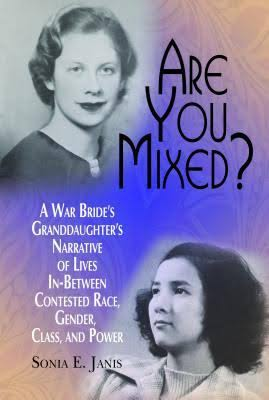 ARE
YOU
MIXED?
A WAR BRIDE'S
GRANDDAUGHTER'S
NARRATIVE
OF LIVES
IN-BETWEEN
CONTESTED RACE,
GENDER,
CLASS, AND POWER
SONIA E. JANIS